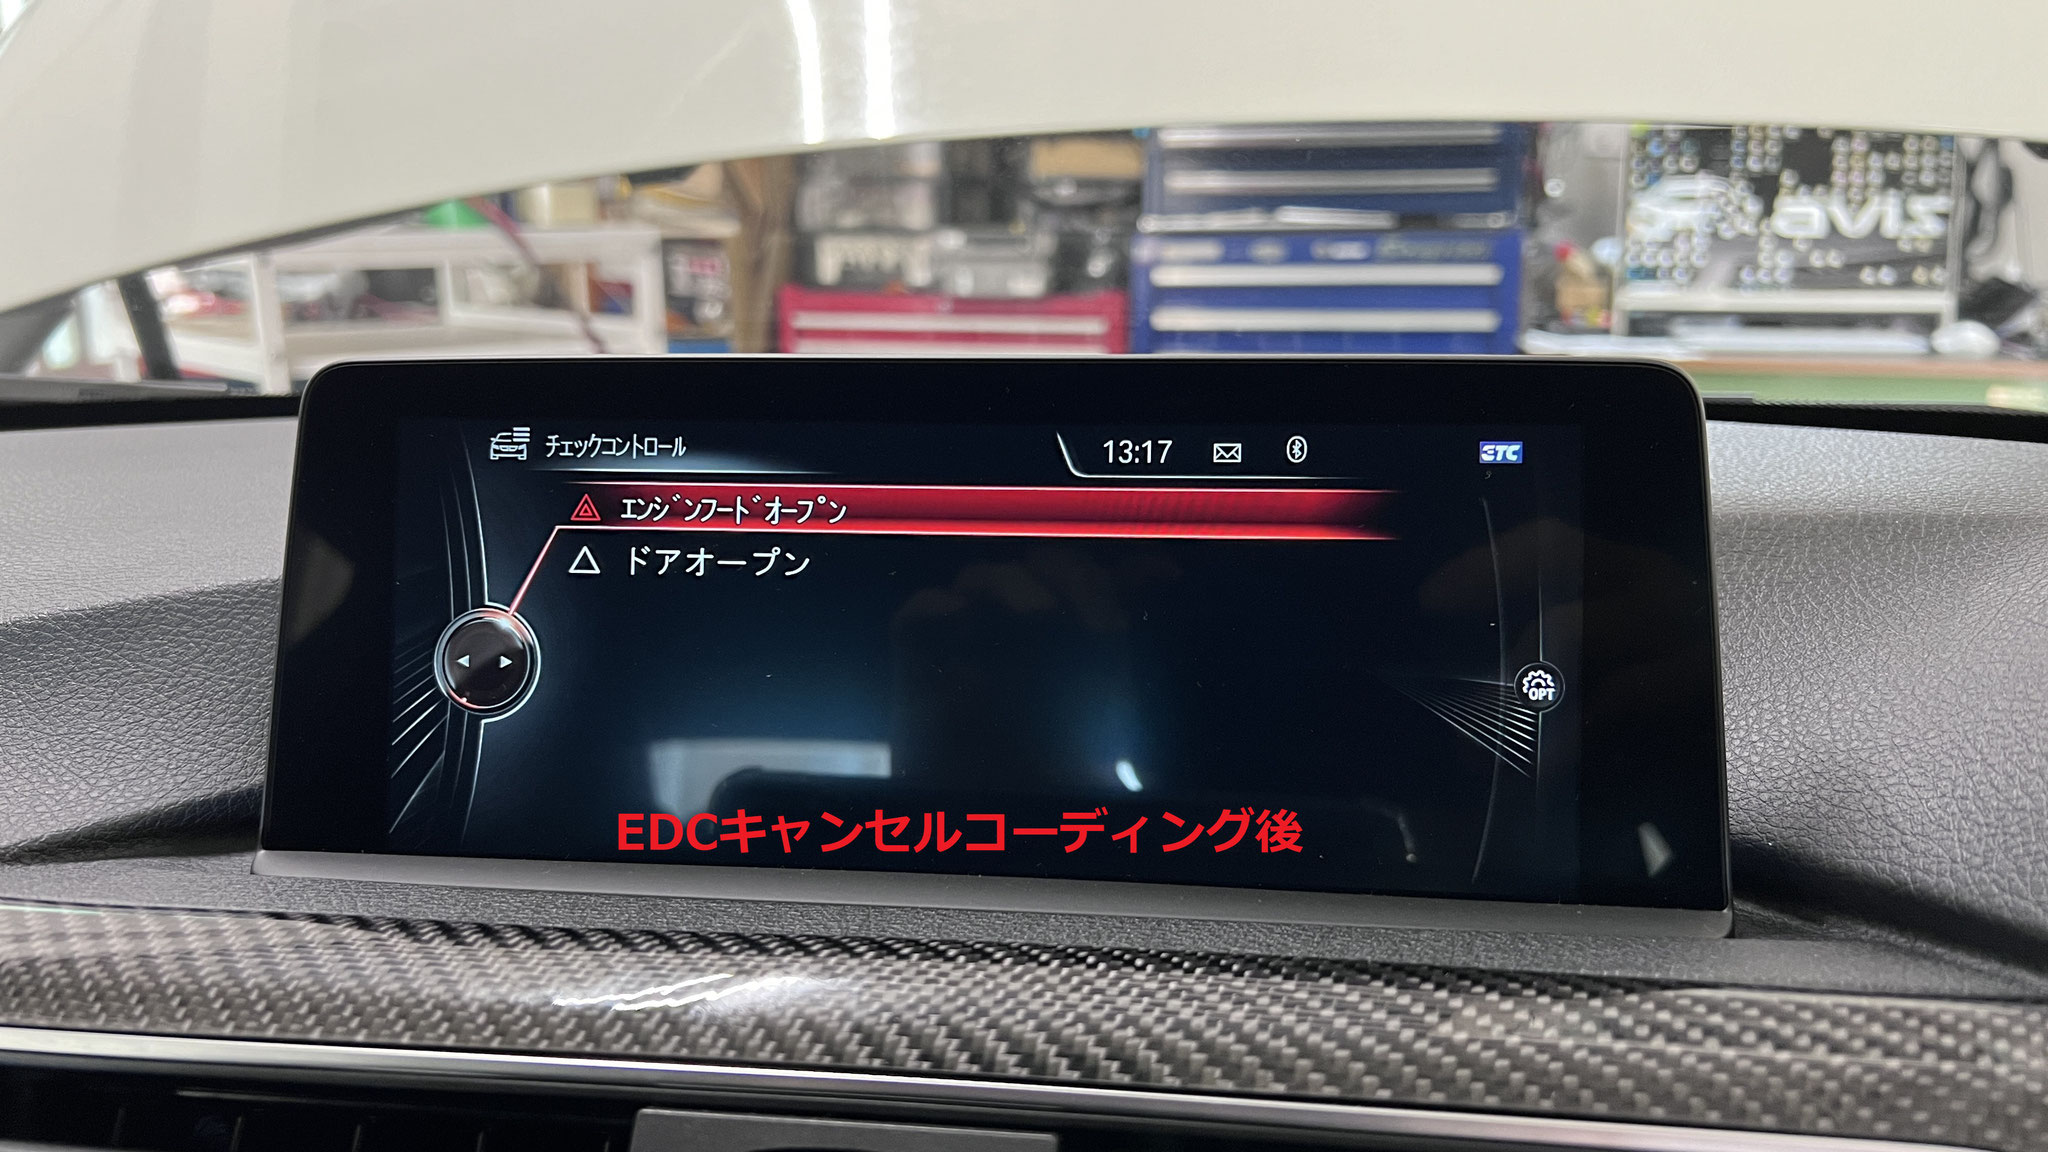 avis
チェックコントロール
13:17
ETC
エンジンフードオープン
ドアオープン
OPT
EDCキャンセルコーディング後